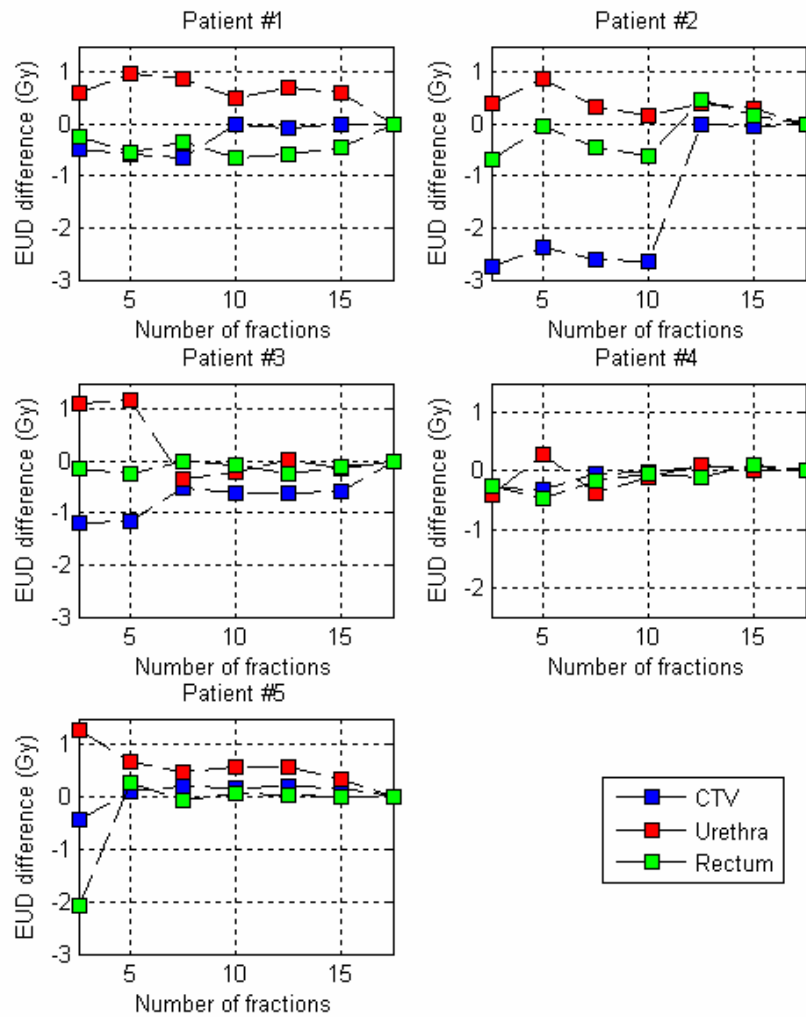 Patient #1
EUD difference (Gy)
1
0
-1
-2
-3
5 10 15
Number of fractions
Patient #2
EUD difference (Gy)
1
0
-1
-2
-3
5 10 15
Number of fractions
Patient #3
EUD difference (Gy)
1
0
-1
-2
-3
5 10 15
Number of fractions
Patient #4
EUD difference (Gy)
1
0
-1
-2
5 10 15
Number of fractions
Patient #5
EUD difference (Gy)
1
0
-1
-2
-3
5 10 15
Number of fractions
CTV
Urethra
Rectum